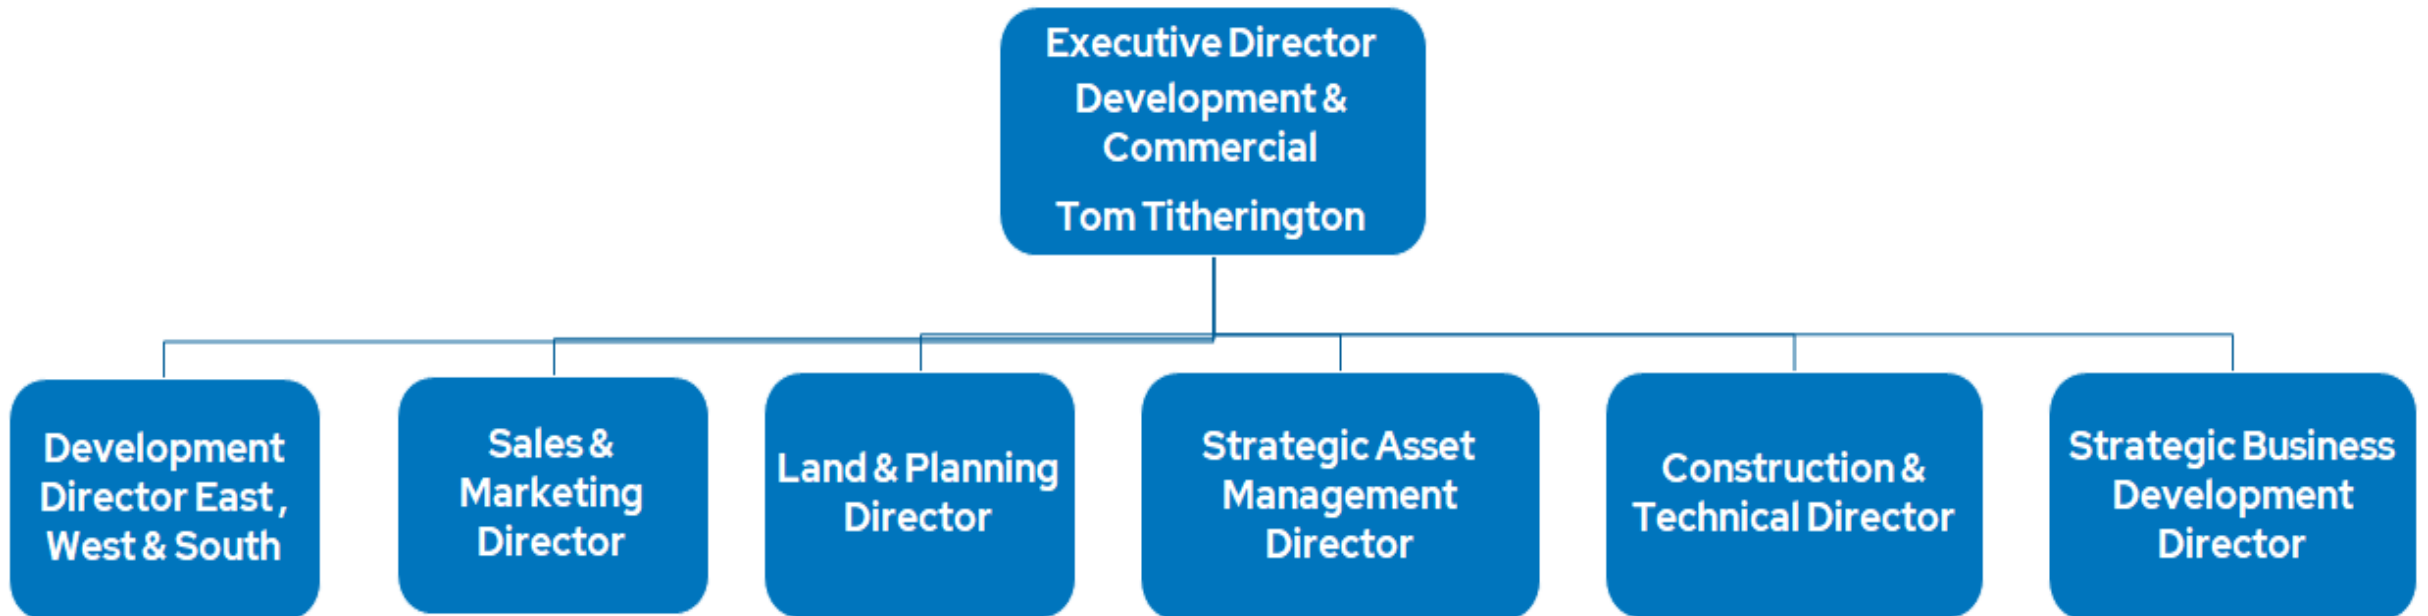 Executive Director
Development &
Commercial
Tom Titherington
Development
Director East,
West & South
Sales &
Marketing
Director
Land & Planning
Director
Strategic Asset
Management
Director
Construction &
Technical Director
Strategic Business
Development
Director